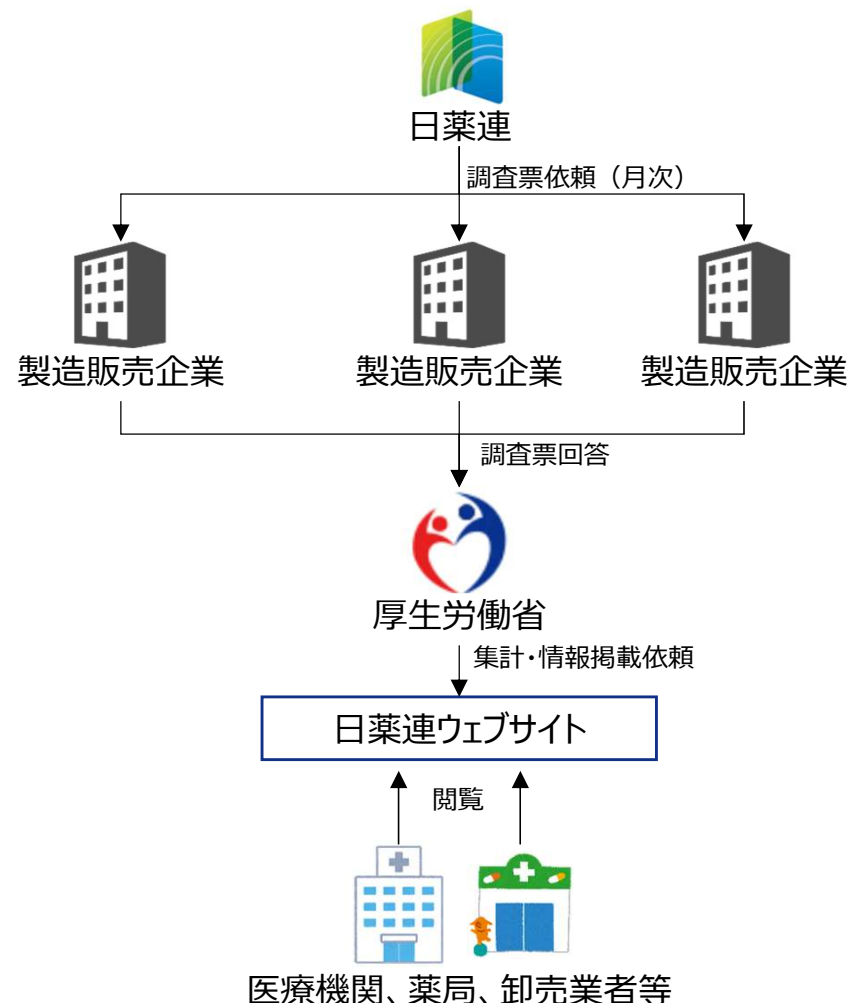 日薬連
調査票依頼（月次）
製造販売企業
製造販売企業
製造販売企業
調査票回答
厚生労働省
集計・情報掲載依頼
日薬連ウェブサイト
閲覧
医療機関、薬局、卸売業者等